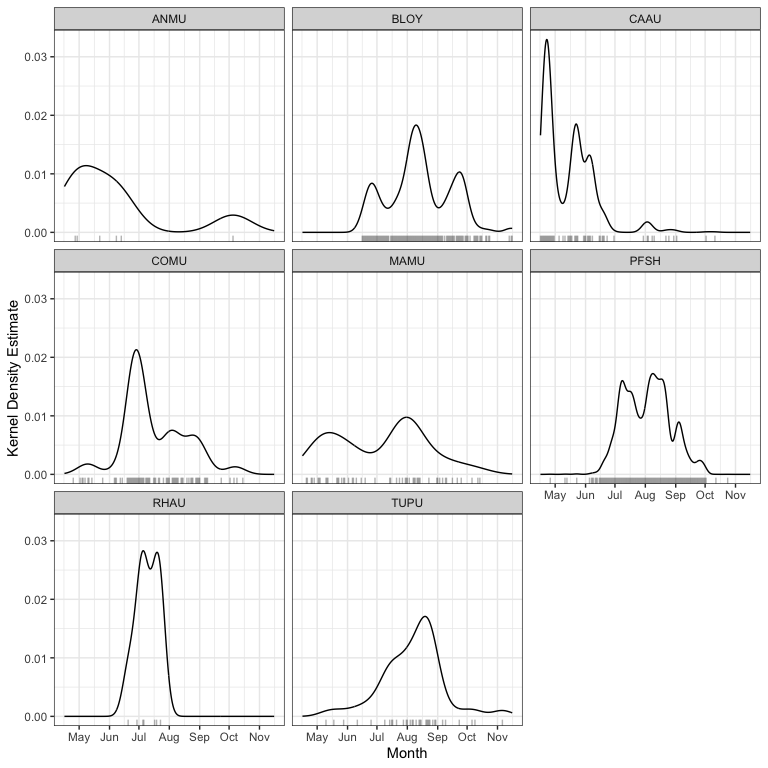 ANMU BLOY CAAU
0.03
0.02
0.01
0.00
COMU MAMU PFSH
0.03
0.02
0.01
0.00
May Jun Jul Aug Sep Oct Nov
RHAU TUPU
0.03
0.02
0.01
0.00
May Jun Jul Aug Sep Oct Nov May Jun Jul Aug Sep Oct Nov
Month
Kernel Density Estimate